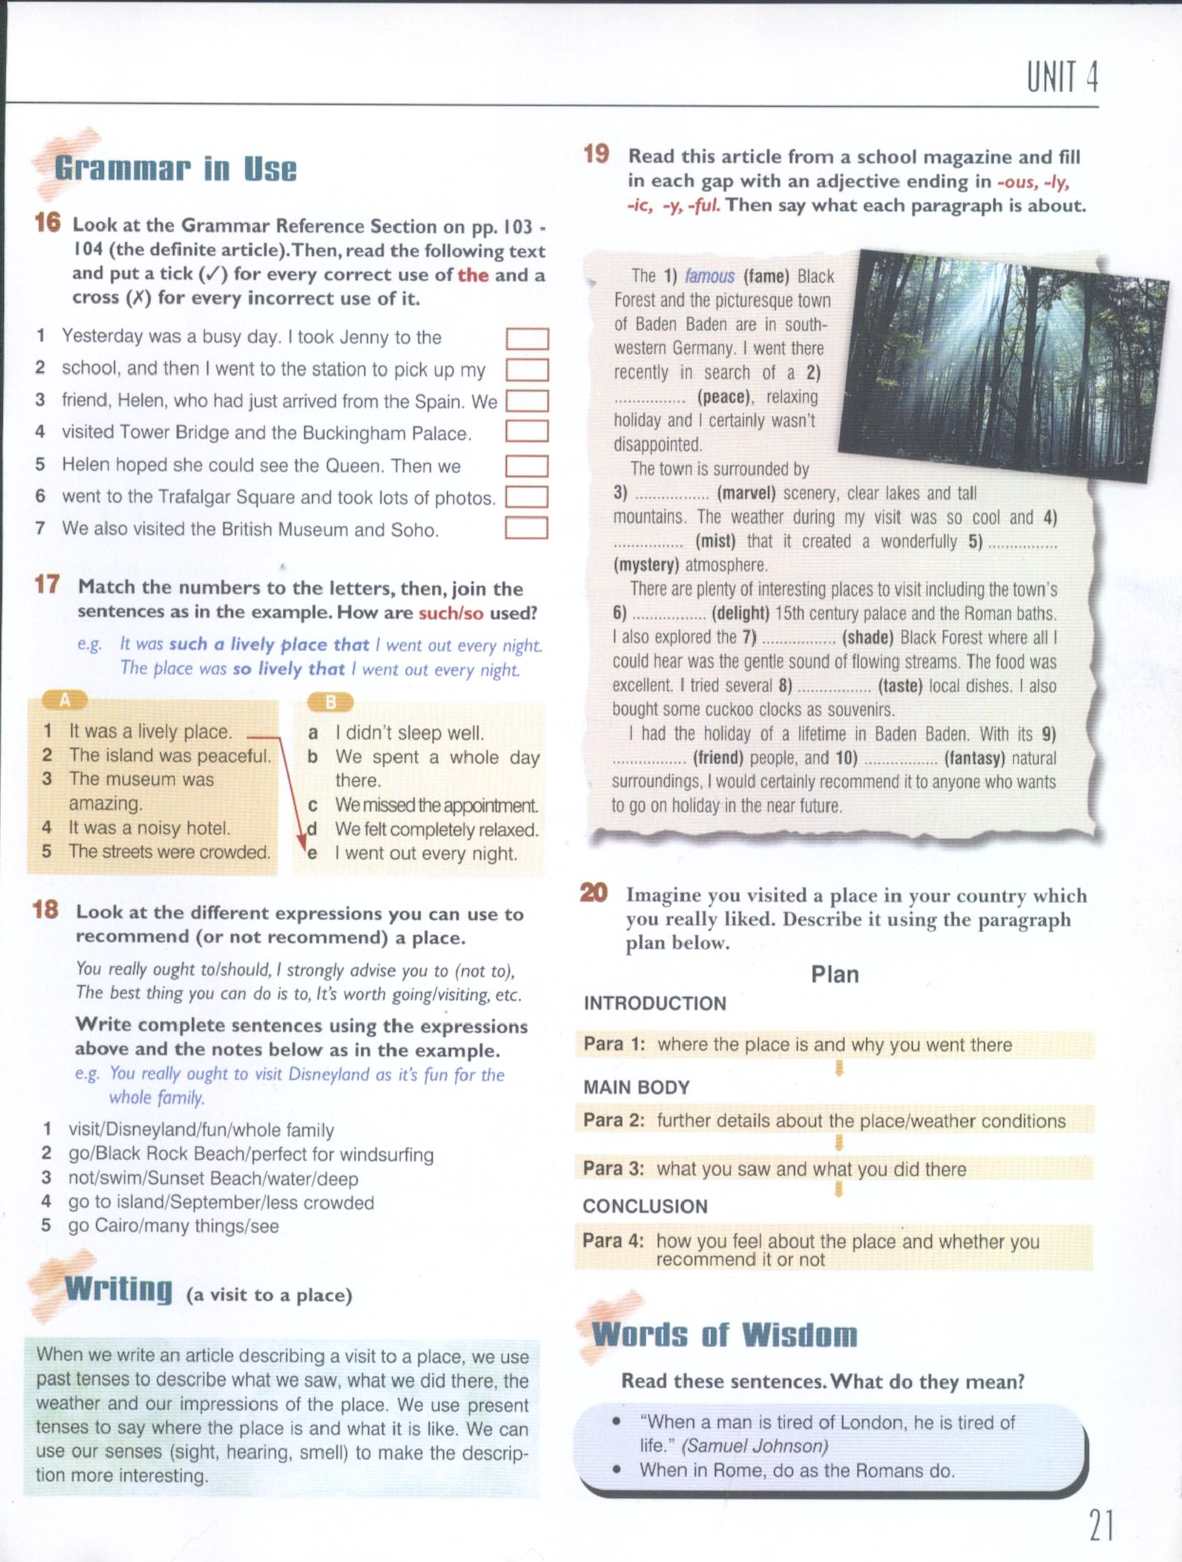 UNIT 4
Grammar in Use
16 Look at the Grammar Reference Section on pp. 103 -
104 (the definite article). Then, read the following text
and put a tick (✓) for every correct use of the and a
cross (✗) for every incorrect use of it.
1 Yesterday was a busy day. I took Jenny to the
2 school, and then I went to the station to pick up my
3 friend, Helen, who had just arrived from the Spain. We
4 visited Tower Bridge and the Buckingham Palace.
5 Helen hoped she could see the Queen. Then we
6 went to the Trafalgar Square and took lots of photos.
7 We also visited the British Museum and Soho.
17 Match the numbers to the letters, then, join the
sentences as in the example. How are such/so used?
e.g. It was such a lively place that I went out every night.
The place was so lively that I went out every night.
A
1 It was a lively place.
2 The island was peaceful.
3 The museum was
amazing.
4 It was a noisy hotel.
5 The streets were crowded.
B
a I didn't sleep well.
b We spent a whole day
there.
c We missed the appointment.
d We felt completely relaxed.
e I went out every night.
18 Look at the different expressions you can use to
recommend (or not recommend) a place.
You really ought to/should, I strongly advise you to (not to),
The best thing you can do is to, It's worth going/visiting, etc.
Write complete sentences using the expressions
above and the notes below as in the example.
e.g. You really ought to visit Disneyland as it's fun for the
whole family.
1 visit/Disneyland/fun/whole family
2 go/Black Rock Beach/perfect for windsurfing
3 not/swim/Sunset Beach/water/deep
4 go to island/September/less crowded
5 go Cairo/many things/see
Writing (a visit to a place)
When we write an article describing a visit to a place, we use
past tenses to describe what we saw, what we did there, the
weather and our impressions of the place. We use present
tenses to say where the place is and what it is like. We can
use our senses (sight, hearing, smell) to make the descrip-
tion more interesting.
19 Read this article from a school magazine and fill
in each gap with an adjective ending in -ous, -ly,
-ic, -y, -ful. Then say what each paragraph is about.
The 1) famous (fame) Black
Forest and the picturesque town
of Baden Baden are in south-
western Germany. I went there
recently in search of a 2)
............... (peace), relaxing
holiday and I certainly wasn't
disappointed.
The town is surrounded by
3) ................ (marvel) scenery, clear lakes and tall
mountains. The weather during my visit was so cool and 4)
............... (mist) that it created a wonderfully 5) ...............
(mystery) atmosphere.
There are plenty of interesting places to visit including the town's
6) ................ (delight) 15th century palace and the Roman baths.
I also explored the 7) ................ (shade) Black Forest where all I
could hear was the gentle sound of flowing streams. The food was
excellent. I tried several 8) ................ (taste) local dishes. I also
bought some cuckoo clocks as souvenirs.
I had the holiday of a lifetime in Baden Baden. With its 9)
................ (friend) people, and 10) ................ (fantasy) natural
surroundings, I would certainly recommend it to anyone who wants
to go on holiday in the near future.
20 Imagine you visited a place in your country which
you really liked. Describe it using the paragraph
plan below.
Plan
INTRODUCTION
Para 1: where the place is and why you went there
MAIN BODY
Para 2: further details about the place/weather conditions
Para 3: what you saw and what you did there
CONCLUSION
Para 4: how you feel about the place and whether you
recommend it or not
Words of Wisdom
Read these sentences. What do they mean?
• "When a man is tired of London, he is tired of
life." (Samuel Johnson)
• When in Rome, do as the Romans do.
21